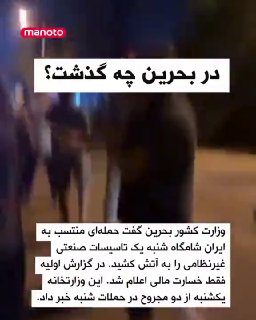 manoto
در بحرین چه گذشت؟
وزارت کشور بحرین گفت حمله‌ای منتسب به
ایران شامگاه شنبه یک تاسیسات صنعتی
غیرنظامی را به آتش کشید. در گزارش اولیه
فقط خسارت مالی اعلام شد. این وزارتخانه
یکشنبه از دو مجروح در حملات شنبه خبر داد.